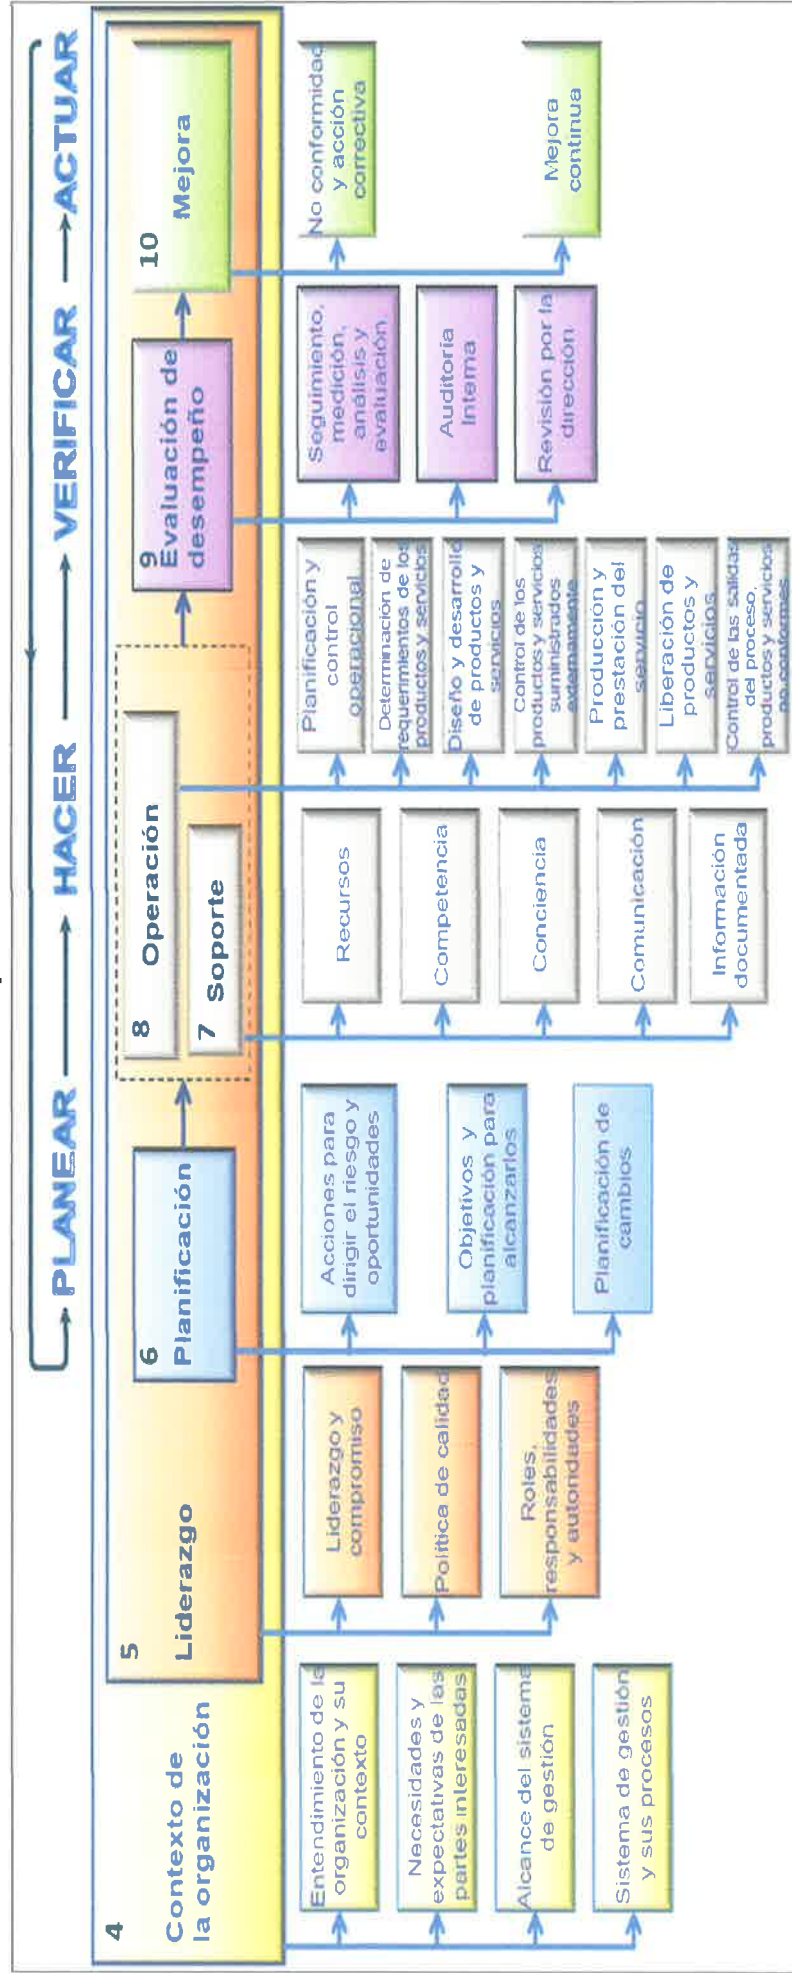 PLANEAR
HACER
VERIFICAR
ACTUAR
4
Contexto de
la organización
5
Liderazgo
6
Planificación
8
Operación
7
Soporte
9
Evaluación de
desempeño
10
Mejora
Entendimiento de la
organización y su
contexto
Necesidades y
expectativas de las
partes interesadas
Alcance del sistema
de gestión
Sistema de gestión
y sus procesos
Liderazgo y
compromiso
Política de calidad
Roles,
responsabilidades
y autoridades
Acciones para
dirigir el riesgo y
oportunidades
Objetivos y
planificación para
alcanzarlos
Planificación de
cambios
Recursos
Competencia
Conciencia
Comunicación
Información
documentada
Planificación y
control
operacional
Determinación de
requerimientos de los
productos y servicios
Diseño y desarrollo
de productos y
servicios
Control de los
productos y servicios
suministrados
externamente
Producción y
prestación del
servicio
Liberación de
productos y
servicios
Control de las salidas
del proceso,
productos y servicios
no conformes
Seguimiento,
medición,
análisis y
evaluación
Auditoria
Interna
Revisión por la
dirección
No conformidad
y acción
correctiva
Mejora
continua